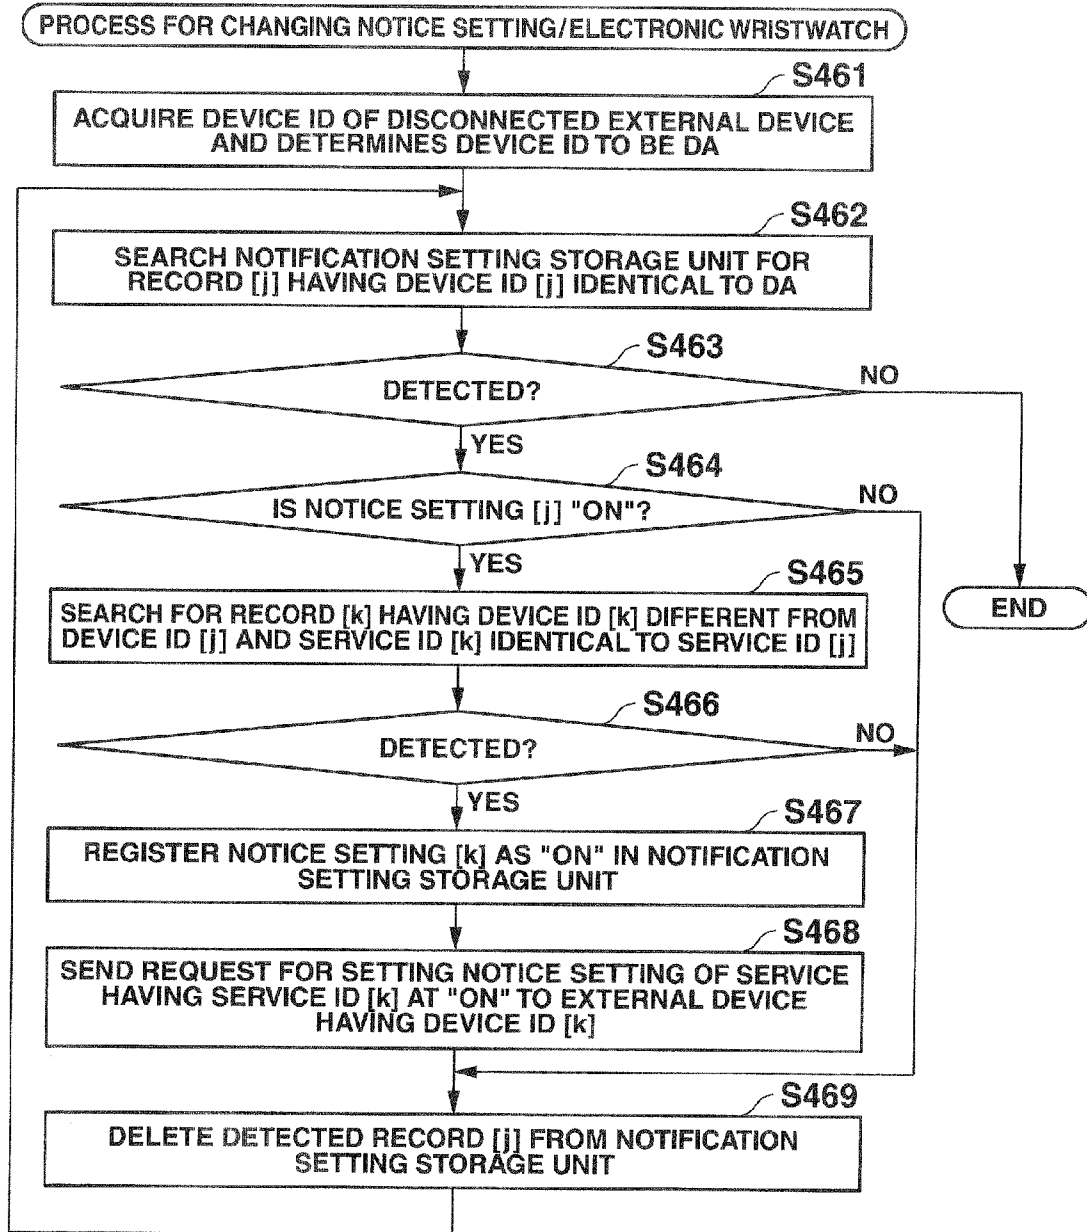 PROCESS FOR CHANGING NOTICE SETTING/ELECTRONIC WRISTWATCH
S461
ACQUIRE DEVICE ID OF DISCONNECTED EXTERNAL DEVICE
AND DETERMINES DEVICE ID TO BE DA
S462
SEARCH NOTIFICATION SETTING STORAGE UNIT FOR
RECORD [j] HAVING DEVICE ID [j] IDENTICAL TO DA
S463
DETECTED?
NO
YES
S464
IS NOTICE SETTING [j] "ON"?
NO
YES
S465
SEARCH FOR RECORD [k] HAVING DEVICE ID [k] DIFFERENT FROM
DEVICE ID [j] AND SERVICE ID [k] IDENTICAL TO SERVICE ID [j]
END
S466
DETECTED?
NO
YES
S467
REGISTER NOTICE SETTING [k] AS "ON" IN NOTIFICATION
SETTING STORAGE UNIT
S468
SEND REQUEST FOR SETTING NOTICE SETTING OF SERVICE
HAVING SERVICE ID [k] AT "ON" TO EXTERNAL DEVICE
HAVING DEVICE ID [k]
S469
DELETE DETECTED RECORD [j] FROM NOTIFICATION
SETTING STORAGE UNIT